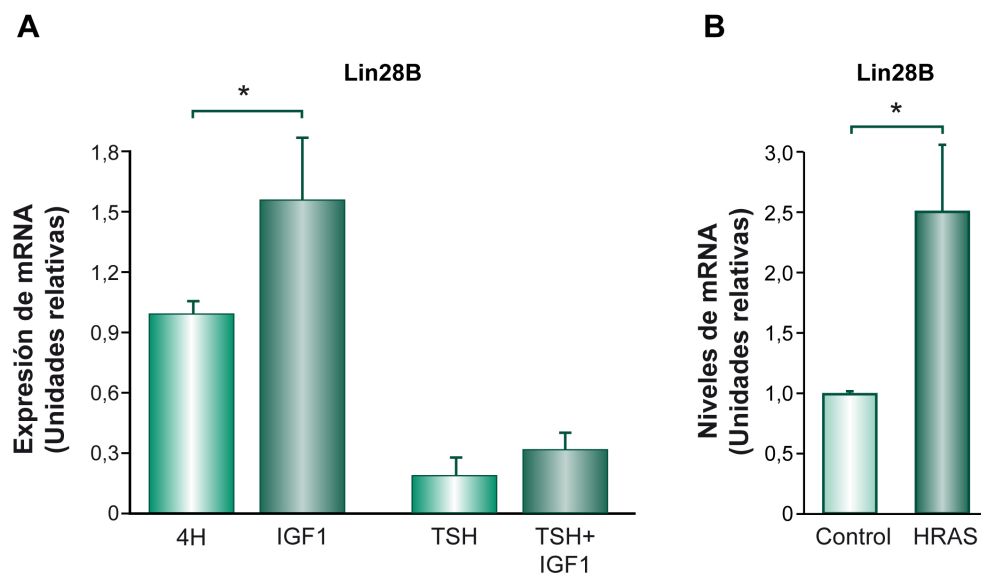 A
Lin28B
*
Expresión de mRNA
(Unidades relativas)
1,8
1,5
1,2
0,9
0,6
0,3
0
4H
IGF1
TSH
TSH+
IGF1
B
Lin28B
*
Niveles de mRNA
(Unidades relativas)
3,0
2,5
2,0
1,5
1,0
0,5
0
Control
HRAS